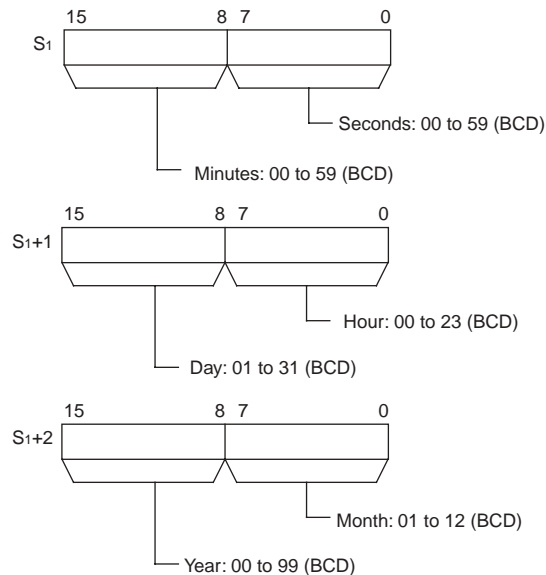 15 8 7 0
S1
Seconds: 00 to 59 (BCD)
Minutes: 00 to 59 (BCD)
15 8 7 0
S1+1
Hour: 00 to 23 (BCD)
Day: 01 to 31 (BCD)
15 8 7 0
S1+2
Month: 01 to 12 (BCD)
Year: 00 to 99 (BCD)